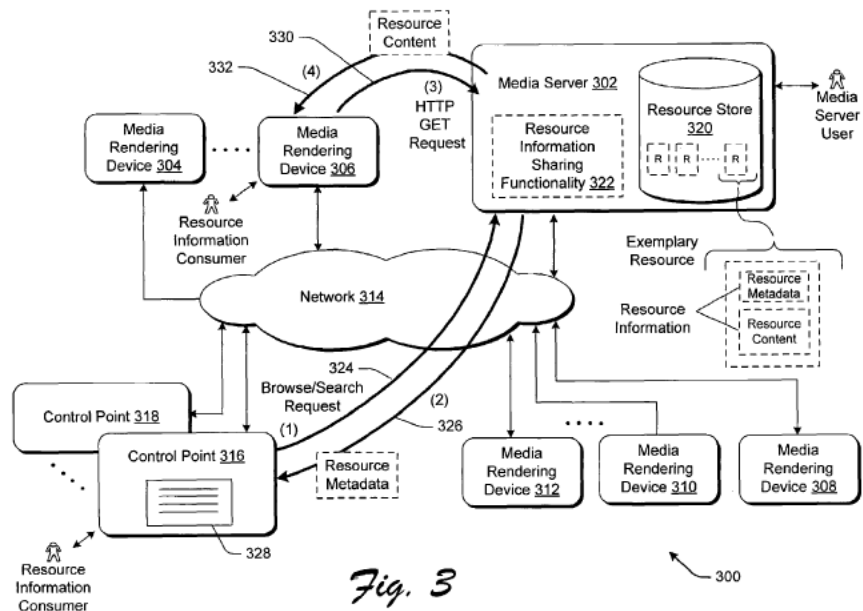 Resource
Content
330
332
(4)
(3)
HTTP
GET
Request
Media Server 302
Resource Store
320
R R R
Resource
Information
Sharing
Functionality 322
Media
Server
User
Media
Rendering
Device 304
Media
Rendering
Device 306
Resource
Information
Consumer
Exemplary
Resource
Resource
Information
Resource
Metadata
Resource
Content
Network 314
324
Browse/Search
Request
(1)
(2)
326
Control Point 318
Control Point 316
328
Resource
Metadata
Resource
Information
Consumer
Media
Rendering
Device 312
Media
Rendering
Device 310
Media
Rendering
Device 308
300
Fig. 3